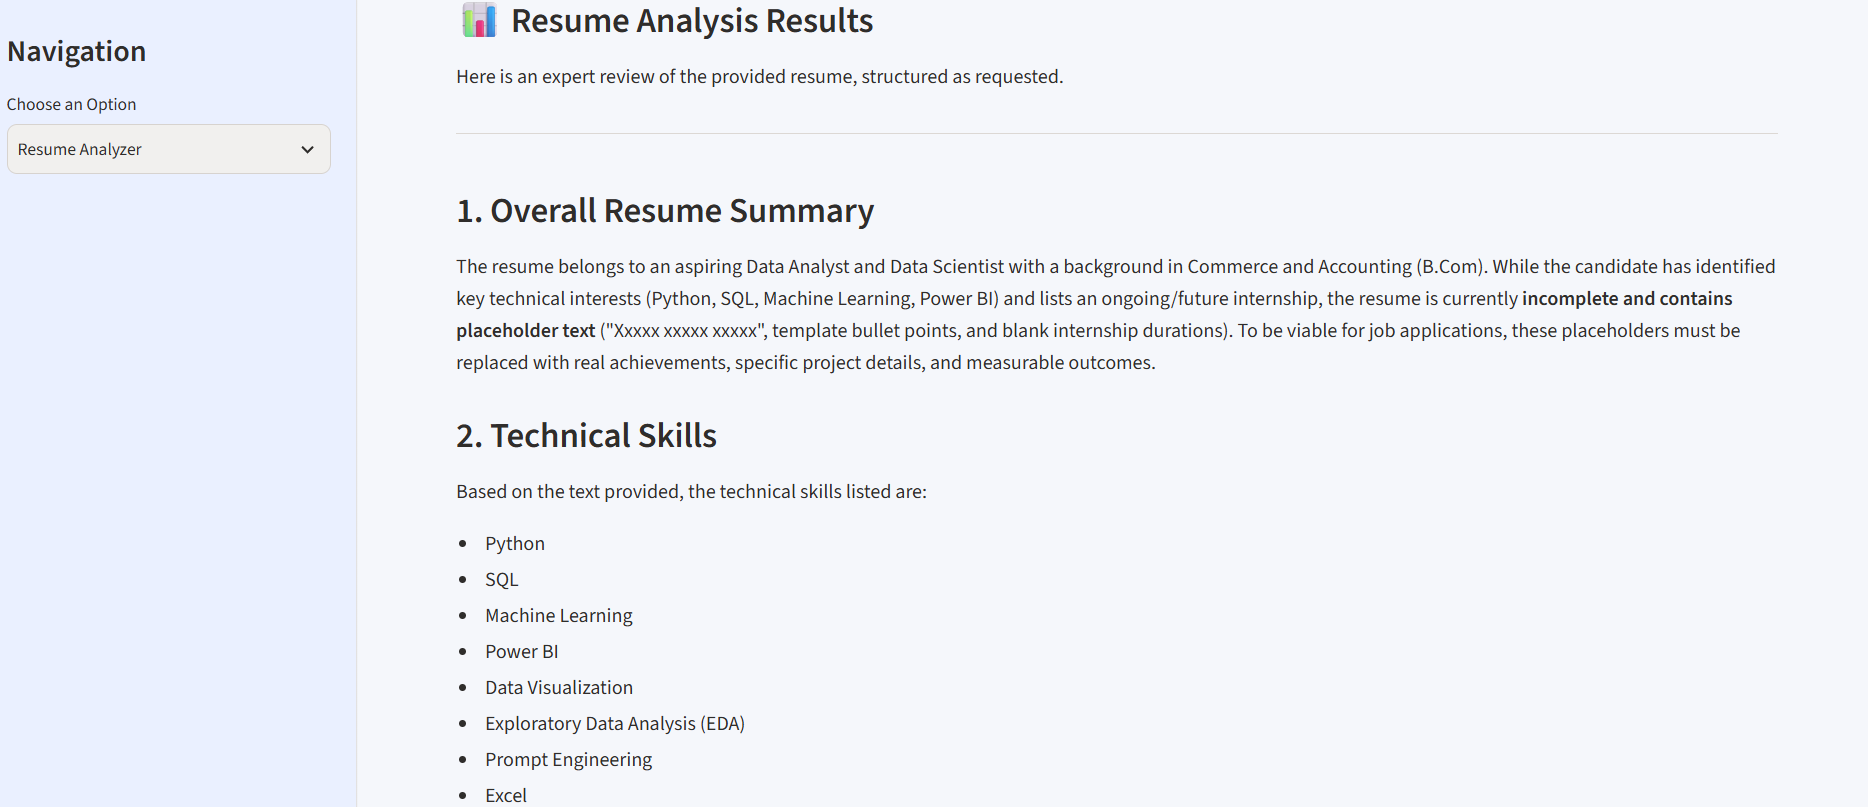 Navigation
Choose an Option
Resume Analyzer
Resume Analysis Results
Here is an expert review of the provided resume, structured as requested.
1. Overall Resume Summary
The resume belongs to an aspiring Data Analyst and Data Scientist with a background in Commerce and Accounting (B.Com). While the candidate has identified
key technical interests (Python, SQL, Machine Learning, Power BI) and lists an ongoing/future internship, the resume is currently incomplete and contains
placeholder text ("Xxxxx xxxxx xxxxx", template bullet points, and blank internship durations). To be viable for job applications, these placeholders must be
replaced with real achievements, specific project details, and measurable outcomes.
2. Technical Skills
Based on the text provided, the technical skills listed are:
• Python
• SQL
• Machine Learning
• Power BI
• Data Visualization
• Exploratory Data Analysis (EDA)
• Prompt Engineering
• Excel